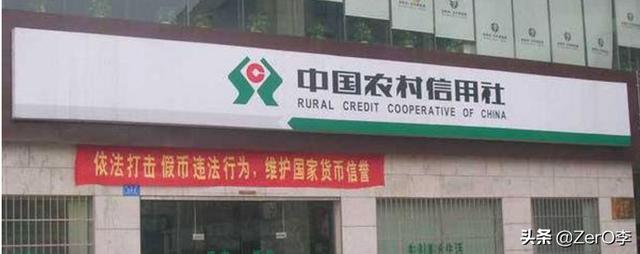 中国农村信用社
RURAL CREDIT COOPERATIVE OF CHINA
依法打击假币违法行为，维护国家货币信誉
头条 @ZerO李